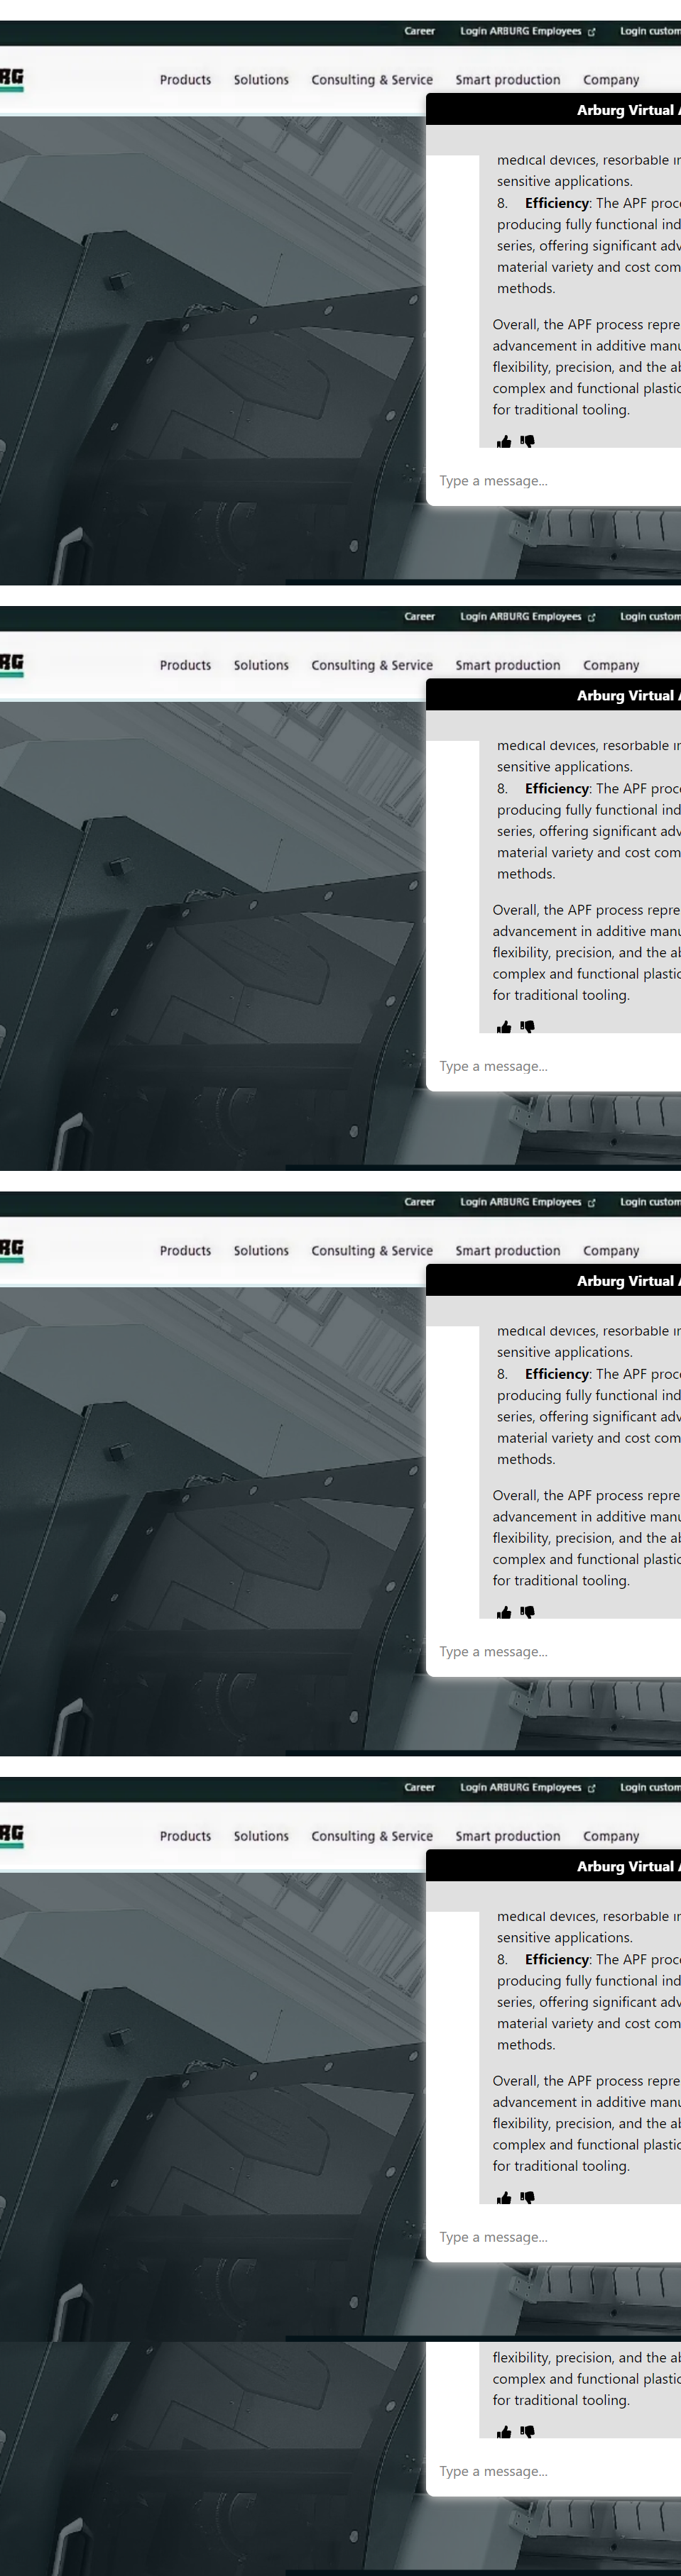 Career Login ARBURG Employees Login custom
RG
Products Solutions Consulting & Service Smart production Company
Arburg Virtual A
medical devices, resorbable in
sensitive applications.
8. Efficiency: The APF proce
producing fully functional ind
series, offering significant adv
material variety and cost com
methods.
Overall, the APF process repre
advancement in additive manu
flexibility, precision, and the ab
complex and functional plastic
for traditional tooling.
Type a message...
Career Login ARBURG Employees Login custom
RG
Products Solutions Consulting & Service Smart production Company
Arburg Virtual A
medical devices, resorbable in
sensitive applications.
8. Efficiency: The APF proce
producing fully functional ind
series, offering significant adv
material variety and cost com
methods.
Overall, the APF process repre
advancement in additive manu
flexibility, precision, and the ab
complex and functional plastic
for traditional tooling.
Type a message...
Career Login ARBURG Employees Login custom
RG
Products Solutions Consulting & Service Smart production Company
Arburg Virtual A
medical devices, resorbable in
sensitive applications.
8. Efficiency: The APF proce
producing fully functional ind
series, offering significant adv
material variety and cost com
methods.
Overall, the APF process repre
advancement in additive manu
flexibility, precision, and the ab
complex and functional plastic
for traditional tooling.
Type a message...
Career Login ARBURG Employees Login custom
RG
Products Solutions Consulting & Service Smart production Company
Arburg Virtual A
medical devices, resorbable in
sensitive applications.
8. Efficiency: The APF proce
producing fully functional ind
series, offering significant adv
material variety and cost com
methods.
Overall, the APF process repre
advancement in additive manu
flexibility, precision, and the ab
complex and functional plastic
for traditional tooling.
Type a message...
flexibility, precision, and the ab
complex and functional plastic
for traditional tooling.
Type a message...